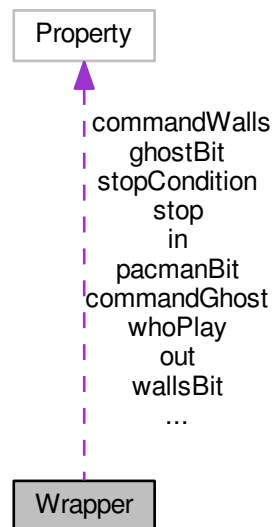 Property
commandWalls
ghostBit
stopCondition
stop
in
pacmanBit
commandGhost
whoPlay
out
wallsBit
...
Wrapper